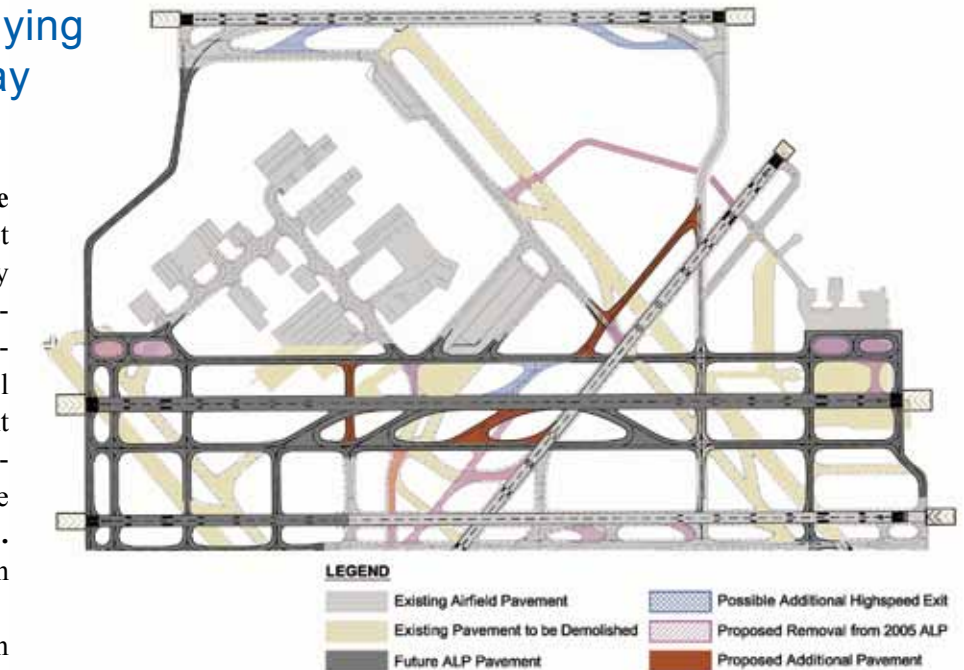 ying
ay
e
t
y
-
-
l
t
-
e
.
n
n
LEGEND
Existing Airfield Pavement
Existing Pavement to be Demolished
Future ALP Pavement
Possible Additional Highspeed Exit
Proposed Removal from 2005 ALP
Proposed Additional Pavement